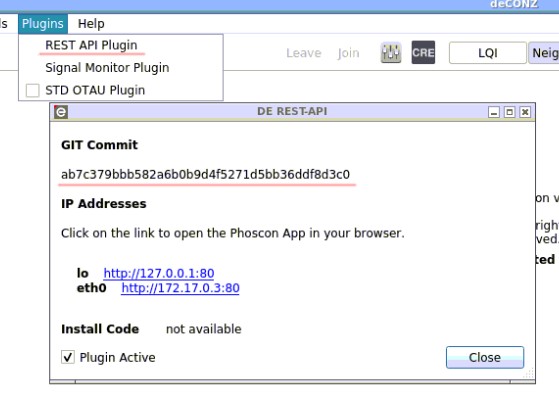 deCONZ
ls Plugins Help
REST API Plugin
Signal Monitor Plugin
STD OTAU Plugin
Leave Join CRE LQI Neig
DE REST-API
GIT Commit
ab7c379bbb582a6b0b9d4f5271d5bb36ddf8d3c0
IP Addresses
Click on the link to open the Phoscon App in your browser.
lo http://127.0.0.1:80
eth0 http://172.17.0.3:80
Install Code not available
Plugin Active
Close
on v
righ
ved.
ted